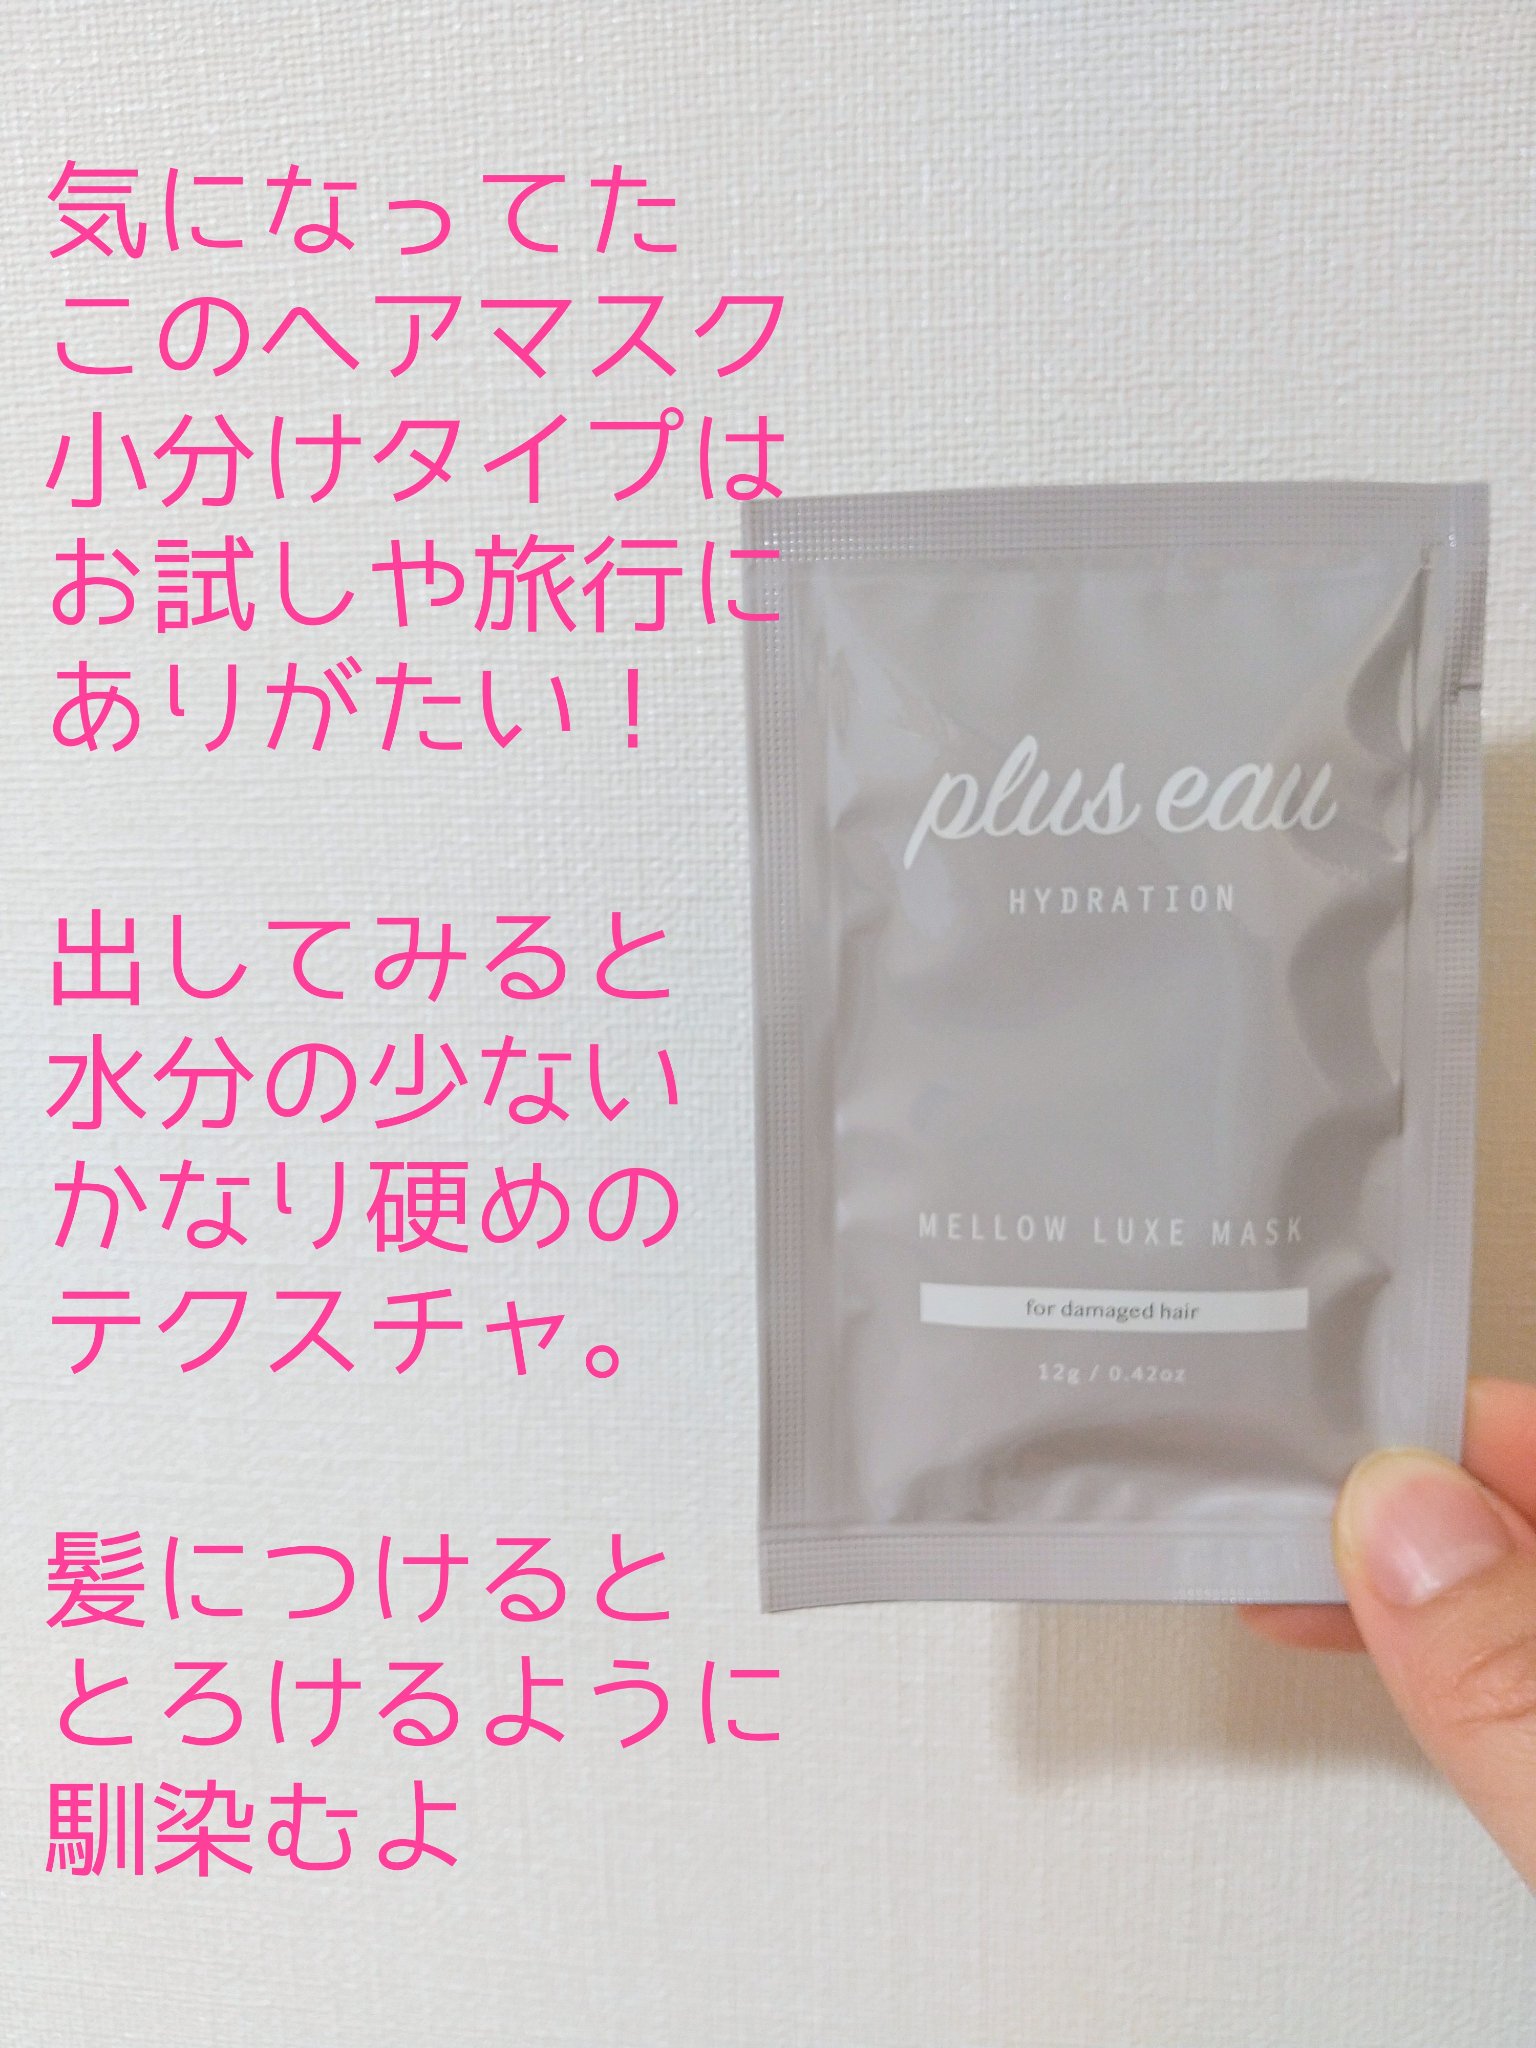 気になってた
このヘアマスク
小分けタイプは
お試しや旅行に
ありがたい！
出してみると
水分の少ない
かなり硬めの
テクスチャ。
髪につけると
とろけるように
馴染むよ
plus eau
HYDRATION
MELLOW LUXE MASK
for damaged hair
12g / 0.42oz